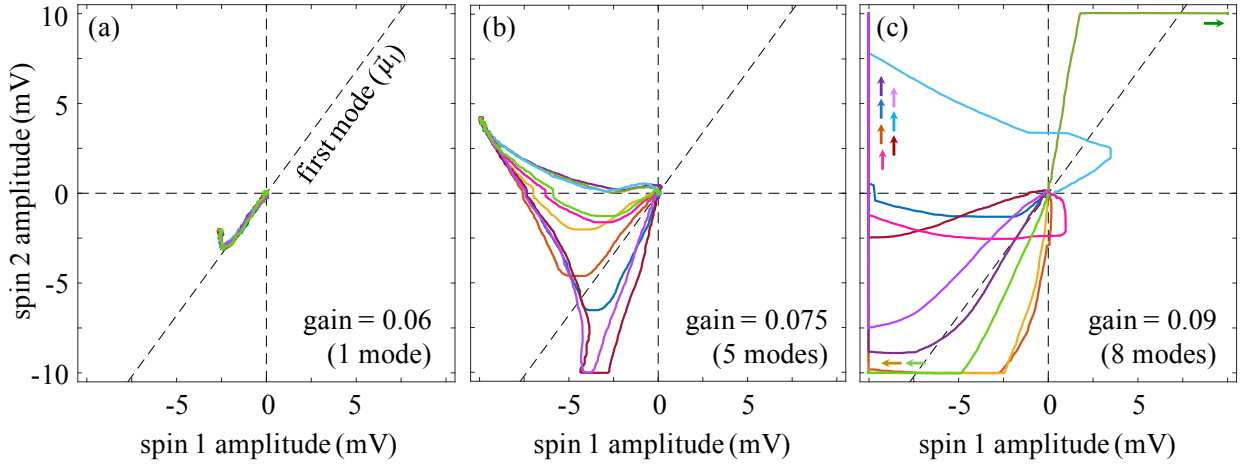 (a)
(b)
(c)
10
5
0
-5
-10
spin 2 amplitude (mV)
first mode (μ⃗₁)
gain = 0.06
(1 mode)
gain = 0.075
(5 modes)
gain = 0.09
(8 modes)
-5 0 5
-5 0 5
-5 0 5
spin 1 amplitude (mV)
spin 1 amplitude (mV)
spin 1 amplitude (mV)